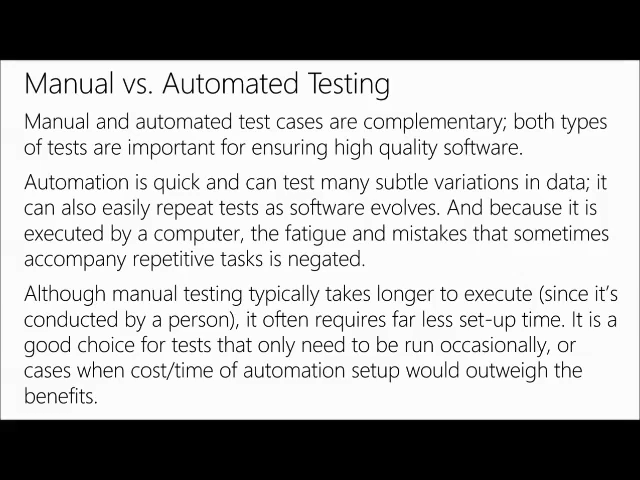 Manual vs. Automated Testing
Manual and automated test cases are complementary; both types
of tests are important for ensuring high quality software.
Automation is quick and can test many subtle variations in data; it
can also easily repeat tests as software evolves. And because it is
executed by a computer, the fatigue and mistakes that sometimes
accompany repetitive tasks is negated.
Although manual testing typically takes longer to execute (since it's
conducted by a person), it often requires far less set-up time. It is a
good choice for tests that only need to be run occasionally, or
cases when cost/time of automation setup would outweigh the
benefits.